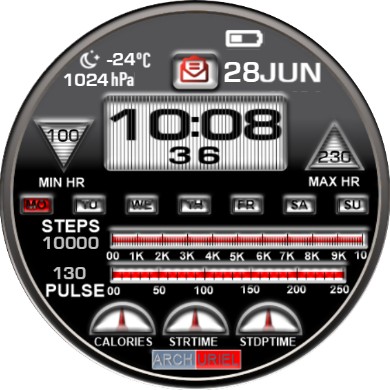 -24°C
1024 hPa
28JUN
10:08
36
100
230
MIN HR
MAX HR
MO TU WE TH FR SA SU
STEPS
10000
00 1K 2K 3K 4K 5K 6K 7K 8K 9K 10
130
PULSE
00 50 100 150 200 250
CALORIES STRTIME STDPTIME
ARCH URIEL